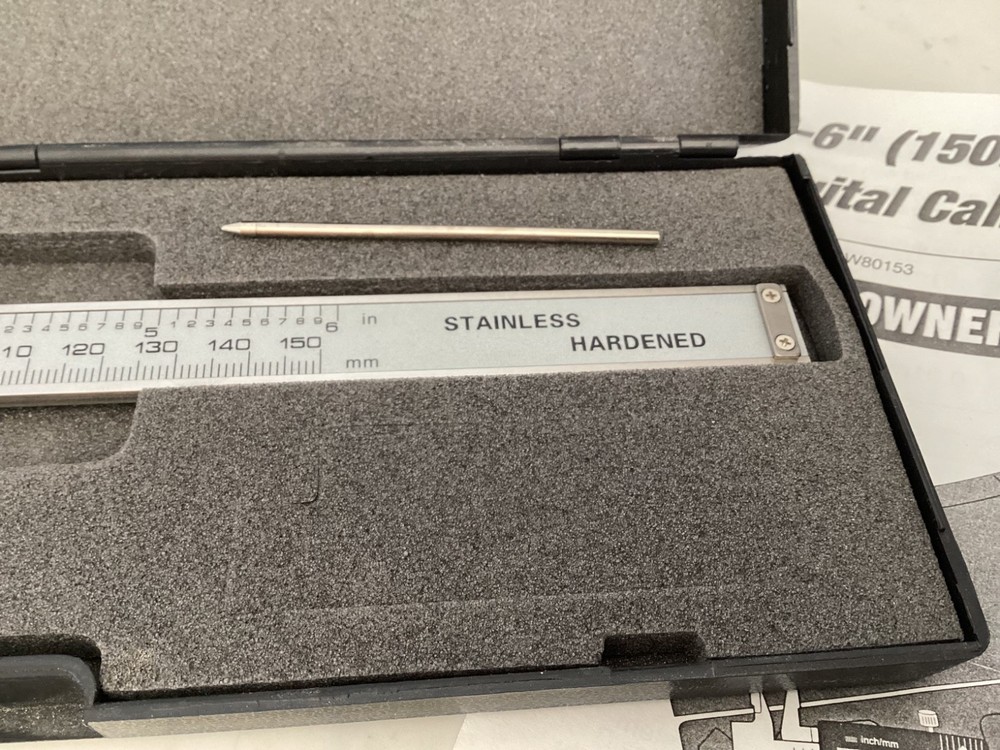 6" (150
ital Cal
W80153
OWNER
2 3 4 5 6 7 8 9 5 1 2 3 4 5 6 7 8 9 6 in
10 120 130 140 150 mm
STAINLESS
HARDENED
inch/mm